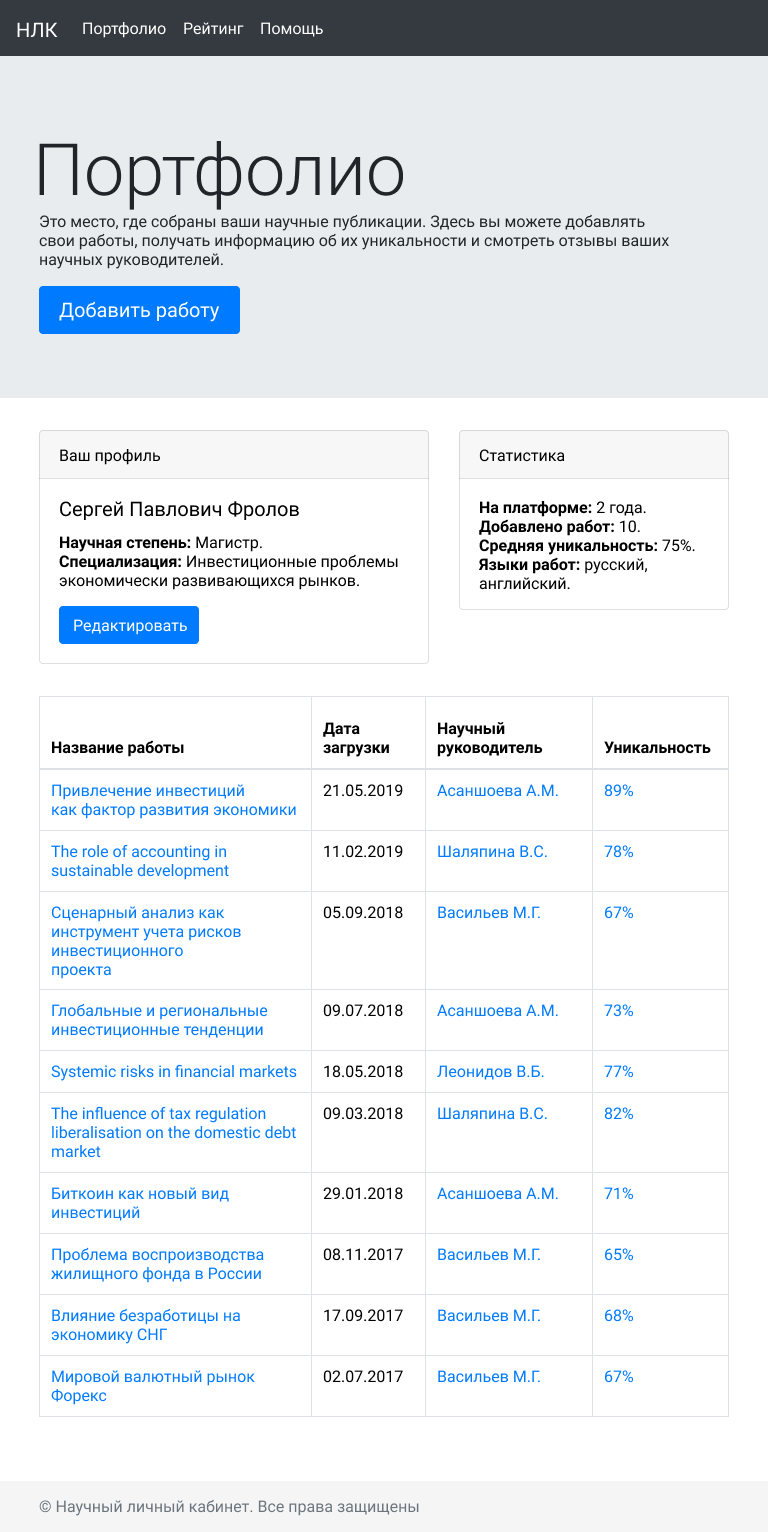 НЛК Портфолио Рейтинг Помощь
Портфолио
Это место, где собраны ваши научные публикации. Здесь вы можете добавлять
свои работы, получать информацию об их уникальности и смотреть отзывы ваших
научных руководителей.
Добавить работу
Ваш профиль
Сергей Павлович Фролов
Научная степень: Магистр.
Специализация: Инвестиционные проблемы
экономически развивающихся рынков.
Редактировать
Статистика
На платформе: 2 года.
Добавлено работ: 10.
Средняя уникальность: 75%.
Языки работ: русский,
английский.
Название работы
Дата
загрузки
Научный
руководитель
Уникальность
Привлечение инвестиций
как фактор развития экономики
21.05.2019
Асаншоева А.М.
89%
The role of accounting in
sustainable development
11.02.2019
Шаляпина В.С.
78%
Сценарный анализ как
инструмент учета рисков
инвестиционного
проекта
05.09.2018
Васильев М.Г.
67%
Глобальные и региональные
инвестиционные тенденции
09.07.2018
Асаншоева А.М.
73%
Systemic risks in financial markets
18.05.2018
Леонидов В.Б.
77%
The influence of tax regulation
liberalisation on the domestic debt
market
09.03.2018
Шаляпина В.С.
82%
Биткоин как новый вид
инвестиций
29.01.2018
Асаншоева А.М.
71%
Проблема воспроизводства
жилищного фонда в России
08.11.2017
Васильев М.Г.
65%
Влияние безработицы на
экономику СНГ
17.09.2017
Васильев М.Г.
68%
Мировой валютный рынок
Форекс
02.07.2017
Васильев М.Г.
67%
© Научный личный кабинет. Все права защищены